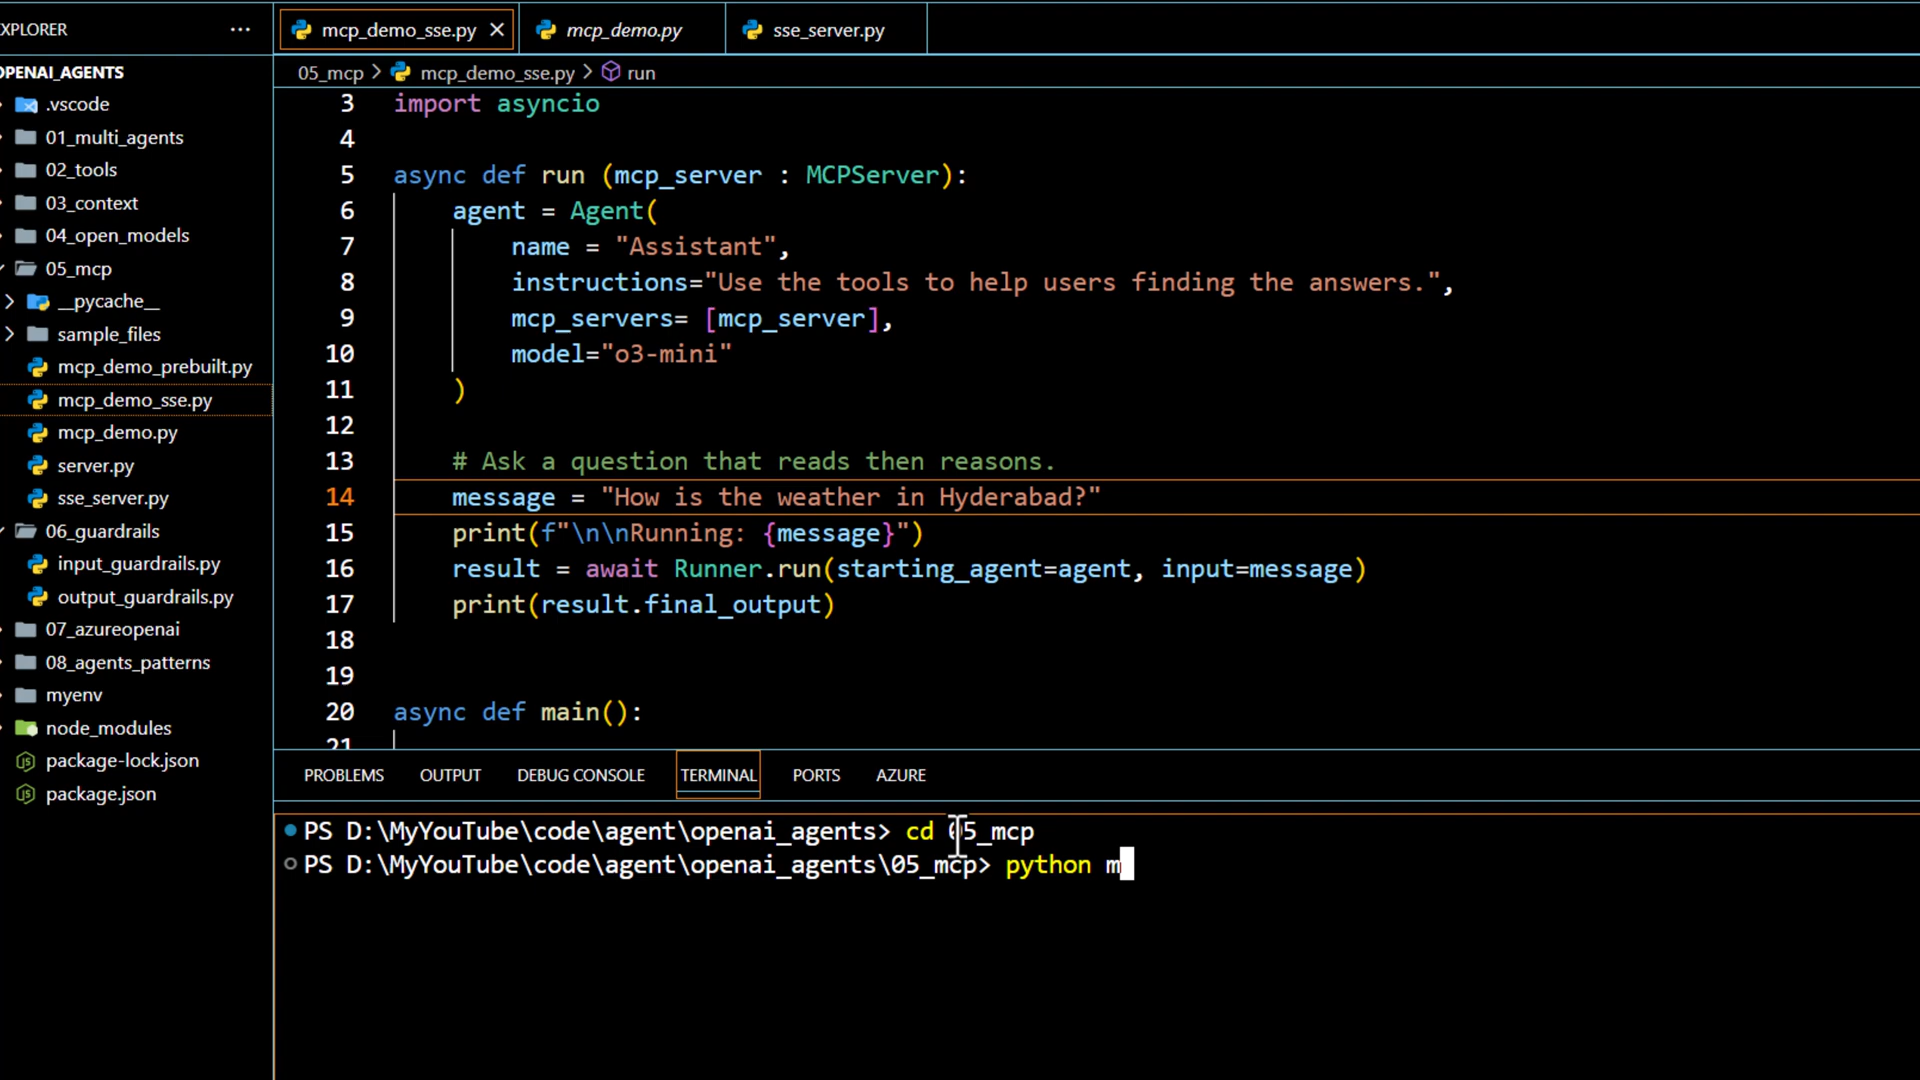 XPLORER ···
OPENAI_AGENTS
.vscode
01_multi_agents
02_tools
03_context
04_open_models
05_mcp
__pycache__
sample_files
mcp_demo_prebuilt.py
mcp_demo_sse.py
mcp_demo.py
server.py
sse_server.py
06_guardrails
input_guardrails.py
output_guardrails.py
07_azureopenai
08_agents_patterns
myenv
node_modules
package-lock.json
package.json
mcp_demo_sse.py mcp_demo.py sse_server.py
05_mcp > mcp_demo_sse.py > run
3 import asyncio
4
5 async def run (mcp_server : MCPServer):
6 agent = Agent(
7 name = "Assistant",
8 instructions="Use the tools to help users finding the answers.",
9 mcp_servers= [mcp_server],
10 model="o3-mini"
11 )
12
13 # Ask a question that reads then reasons.
14 message = "How is the weather in Hyderabad?"
15 print(f"\n\nRunning: {message}")
16 result = await Runner.run(starting_agent=agent, input=message)
17 print(result.final_output)
18
19
20 async def main():
21
PROBLEMS OUTPUT DEBUG CONSOLE TERMINAL PORTS AZURE
PS D:\MyYouTube\code\agent\openai_agents> cd 05_mcp
PS D:\MyYouTube\code\agent\openai_agents\05_mcp> python m